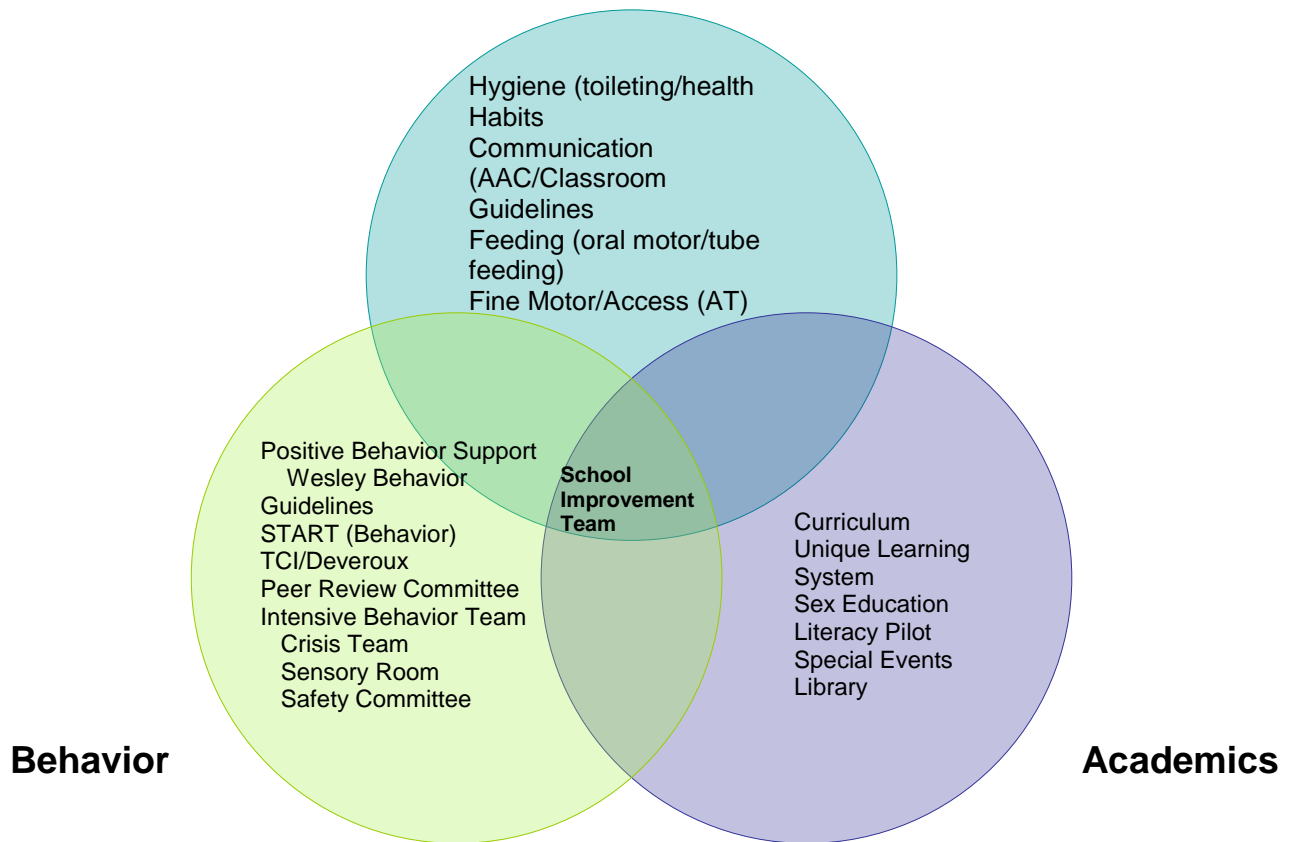 Hygiene (toileting/health
Habits
Communication
(AAC/Classroom
Guidelines
Feeding (oral motor/tube
feeding)
Fine Motor/Access (AT)
Positive Behavior Support
Wesley Behavior
Guidelines
START (Behavior)
TCI/Deveroux
Peer Review Committee
Intensive Behavior Team
Crisis Team
Sensory Room
Safety Committee
School
Improvement
Team
Curriculum
Unique Learning
System
Sex Education
Literacy Pilot
Special Events
Library
Behavior
Academics